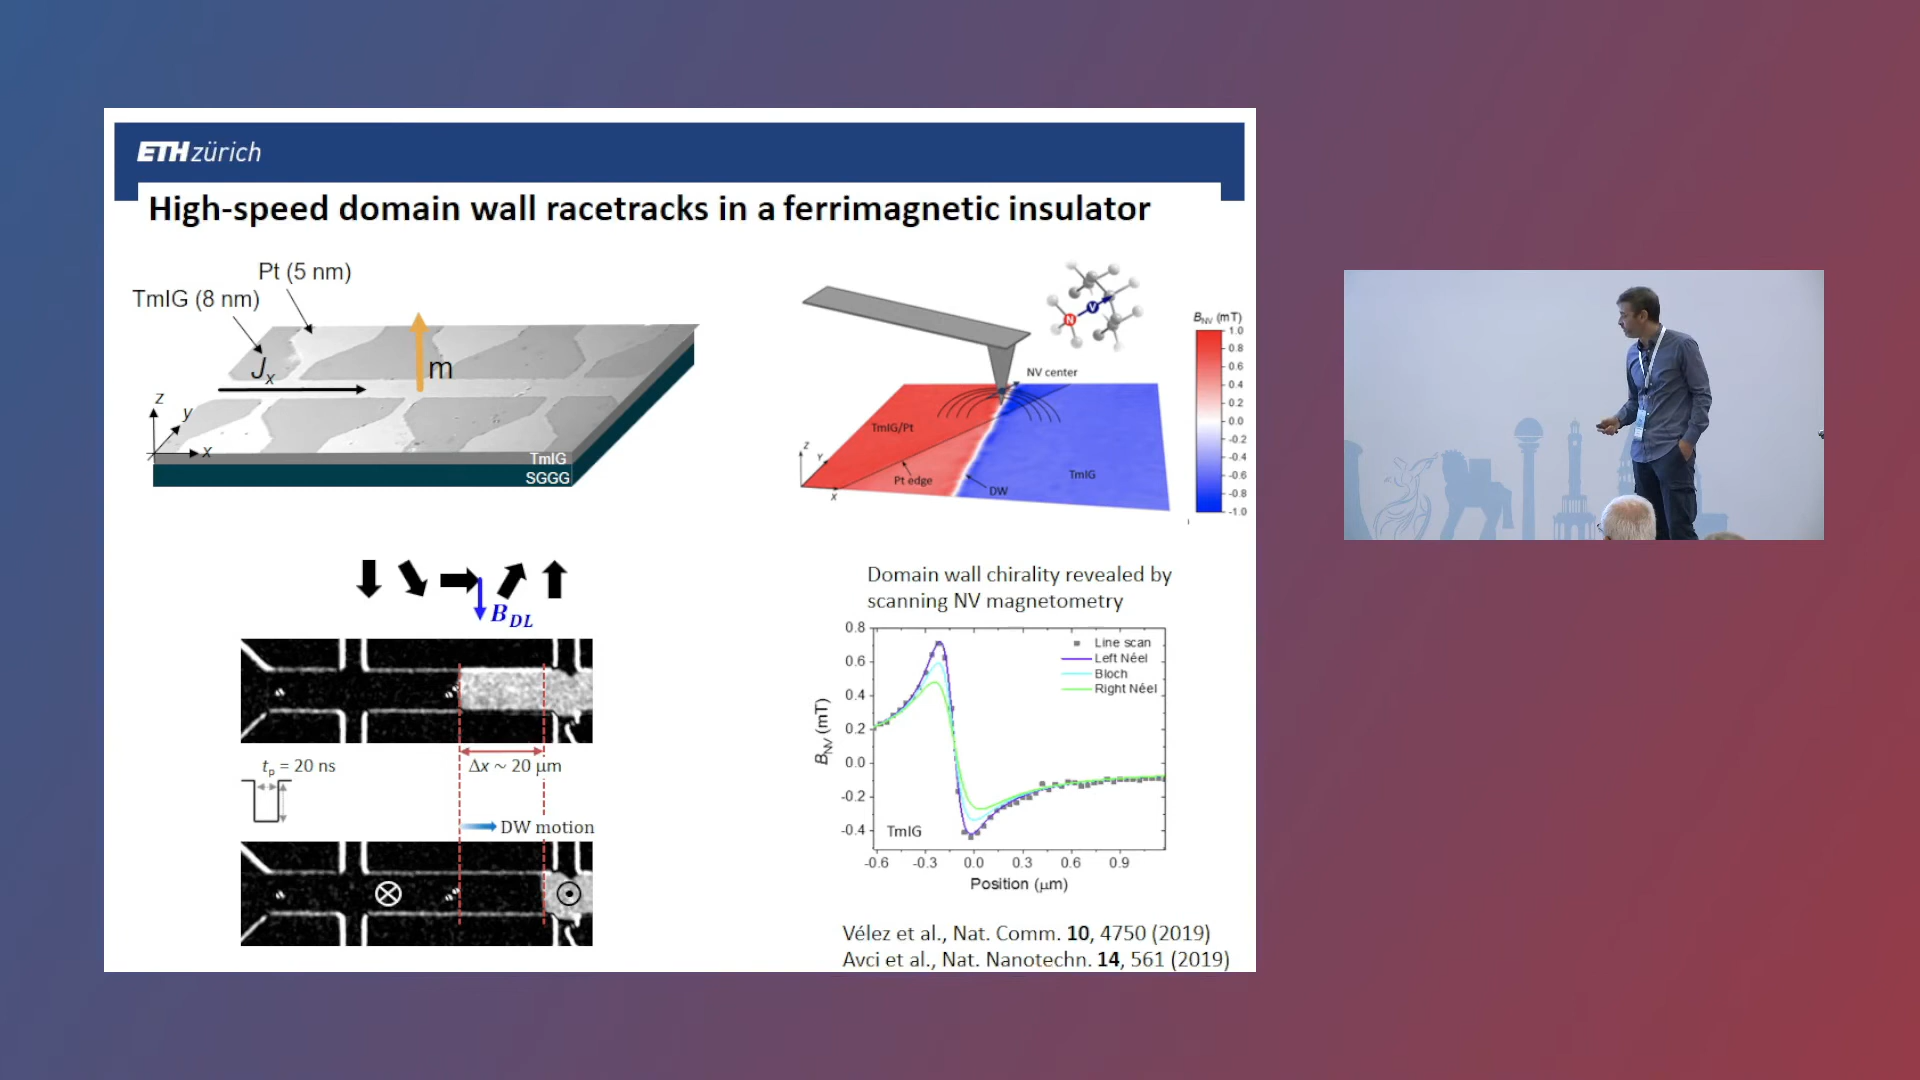 ETH zürich
High-speed domain wall racetracks in a ferrimagnetic insulator
Pt (5 nm)
TmIG (8 nm)
Jx
m
z
y
x
TmIG
SGGG
N
V
NV center
TmIG/Pt
Pt edge
DW
TmIG
z
Y
x
BNV (mT)
1.0
0.8
0.6
0.4
0.2
0.0
-0.2
-0.4
-0.6
-0.8
-1.0
BDL
tp = 20 ns
Δx ~ 20 µm
DW motion
Domain wall chirality revealed by
scanning NV magnetometry
Line scan
Left Néel
Bloch
Right Néel
0.8
0.6
0.4
0.2
0.0
-0.2
-0.4
BNV (mT)
TmIG
-0.6 -0.3 0.0 0.3 0.6 0.9
Position (µm)
Vélez et al., Nat. Comm. 10, 4750 (2019)
Avci et al., Nat. Nanotechn. 14, 561 (2019)